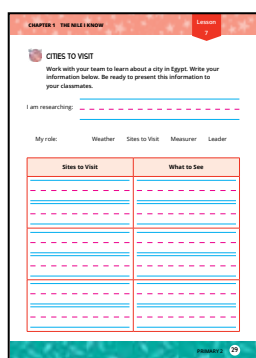 CHAPTER 1 THE NILE I KNOW
Lesson
7
CITIES TO VISIT
Work with your team to learn about a city in Egypt. Write your
information below. Be ready to present this information to
your classmates.
I am researching:
My role: Weather Sites to Visit Measurer Leader
Sites to Visit What to See
PRIMARY 2 29